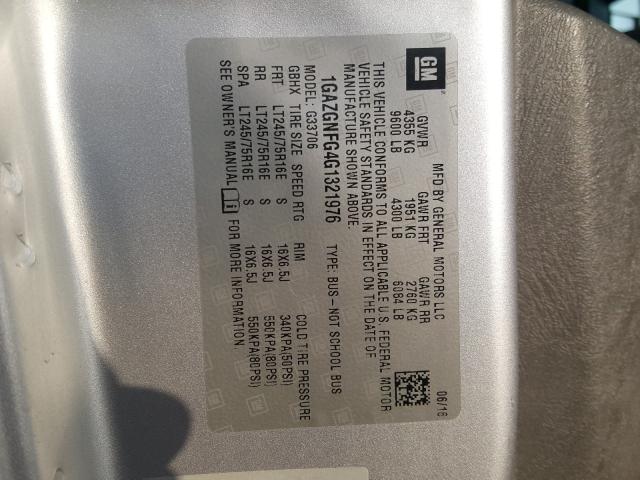 GM
MFD BY GENERAL MOTORS LLC 06/16
GVWR GAWR FRT GAWR RR
4355 KG 1951 KG 2760 KG
9600 LB 4300 LB 6084 LB
THIS VEHICLE CONFORMS TO ALL APPLICABLE U.S. FEDERAL MOTOR
VEHICLE SAFETY STANDARDS IN EFFECT ON THE DATE OF
MANUFACTURE SHOWN ABOVE.
1GAZGNFG4G1321976 TYPE: BUS–NOT SCHOOL BUS
MODEL: G33706
GBHX TIRE SIZE SPEED RTG RIM COLD TIRE PRESSURE
FRT LT245/75R16E S 16X6.5J 340KPA(50PSI)
RR LT245/75R16E S 16X6.5J 550KPA(80PSI)
SPA LT245/75R16E S 16X6.5J 550KPA(80PSI)
SEE OWNER'S MANUAL FOR MORE INFORMATION.